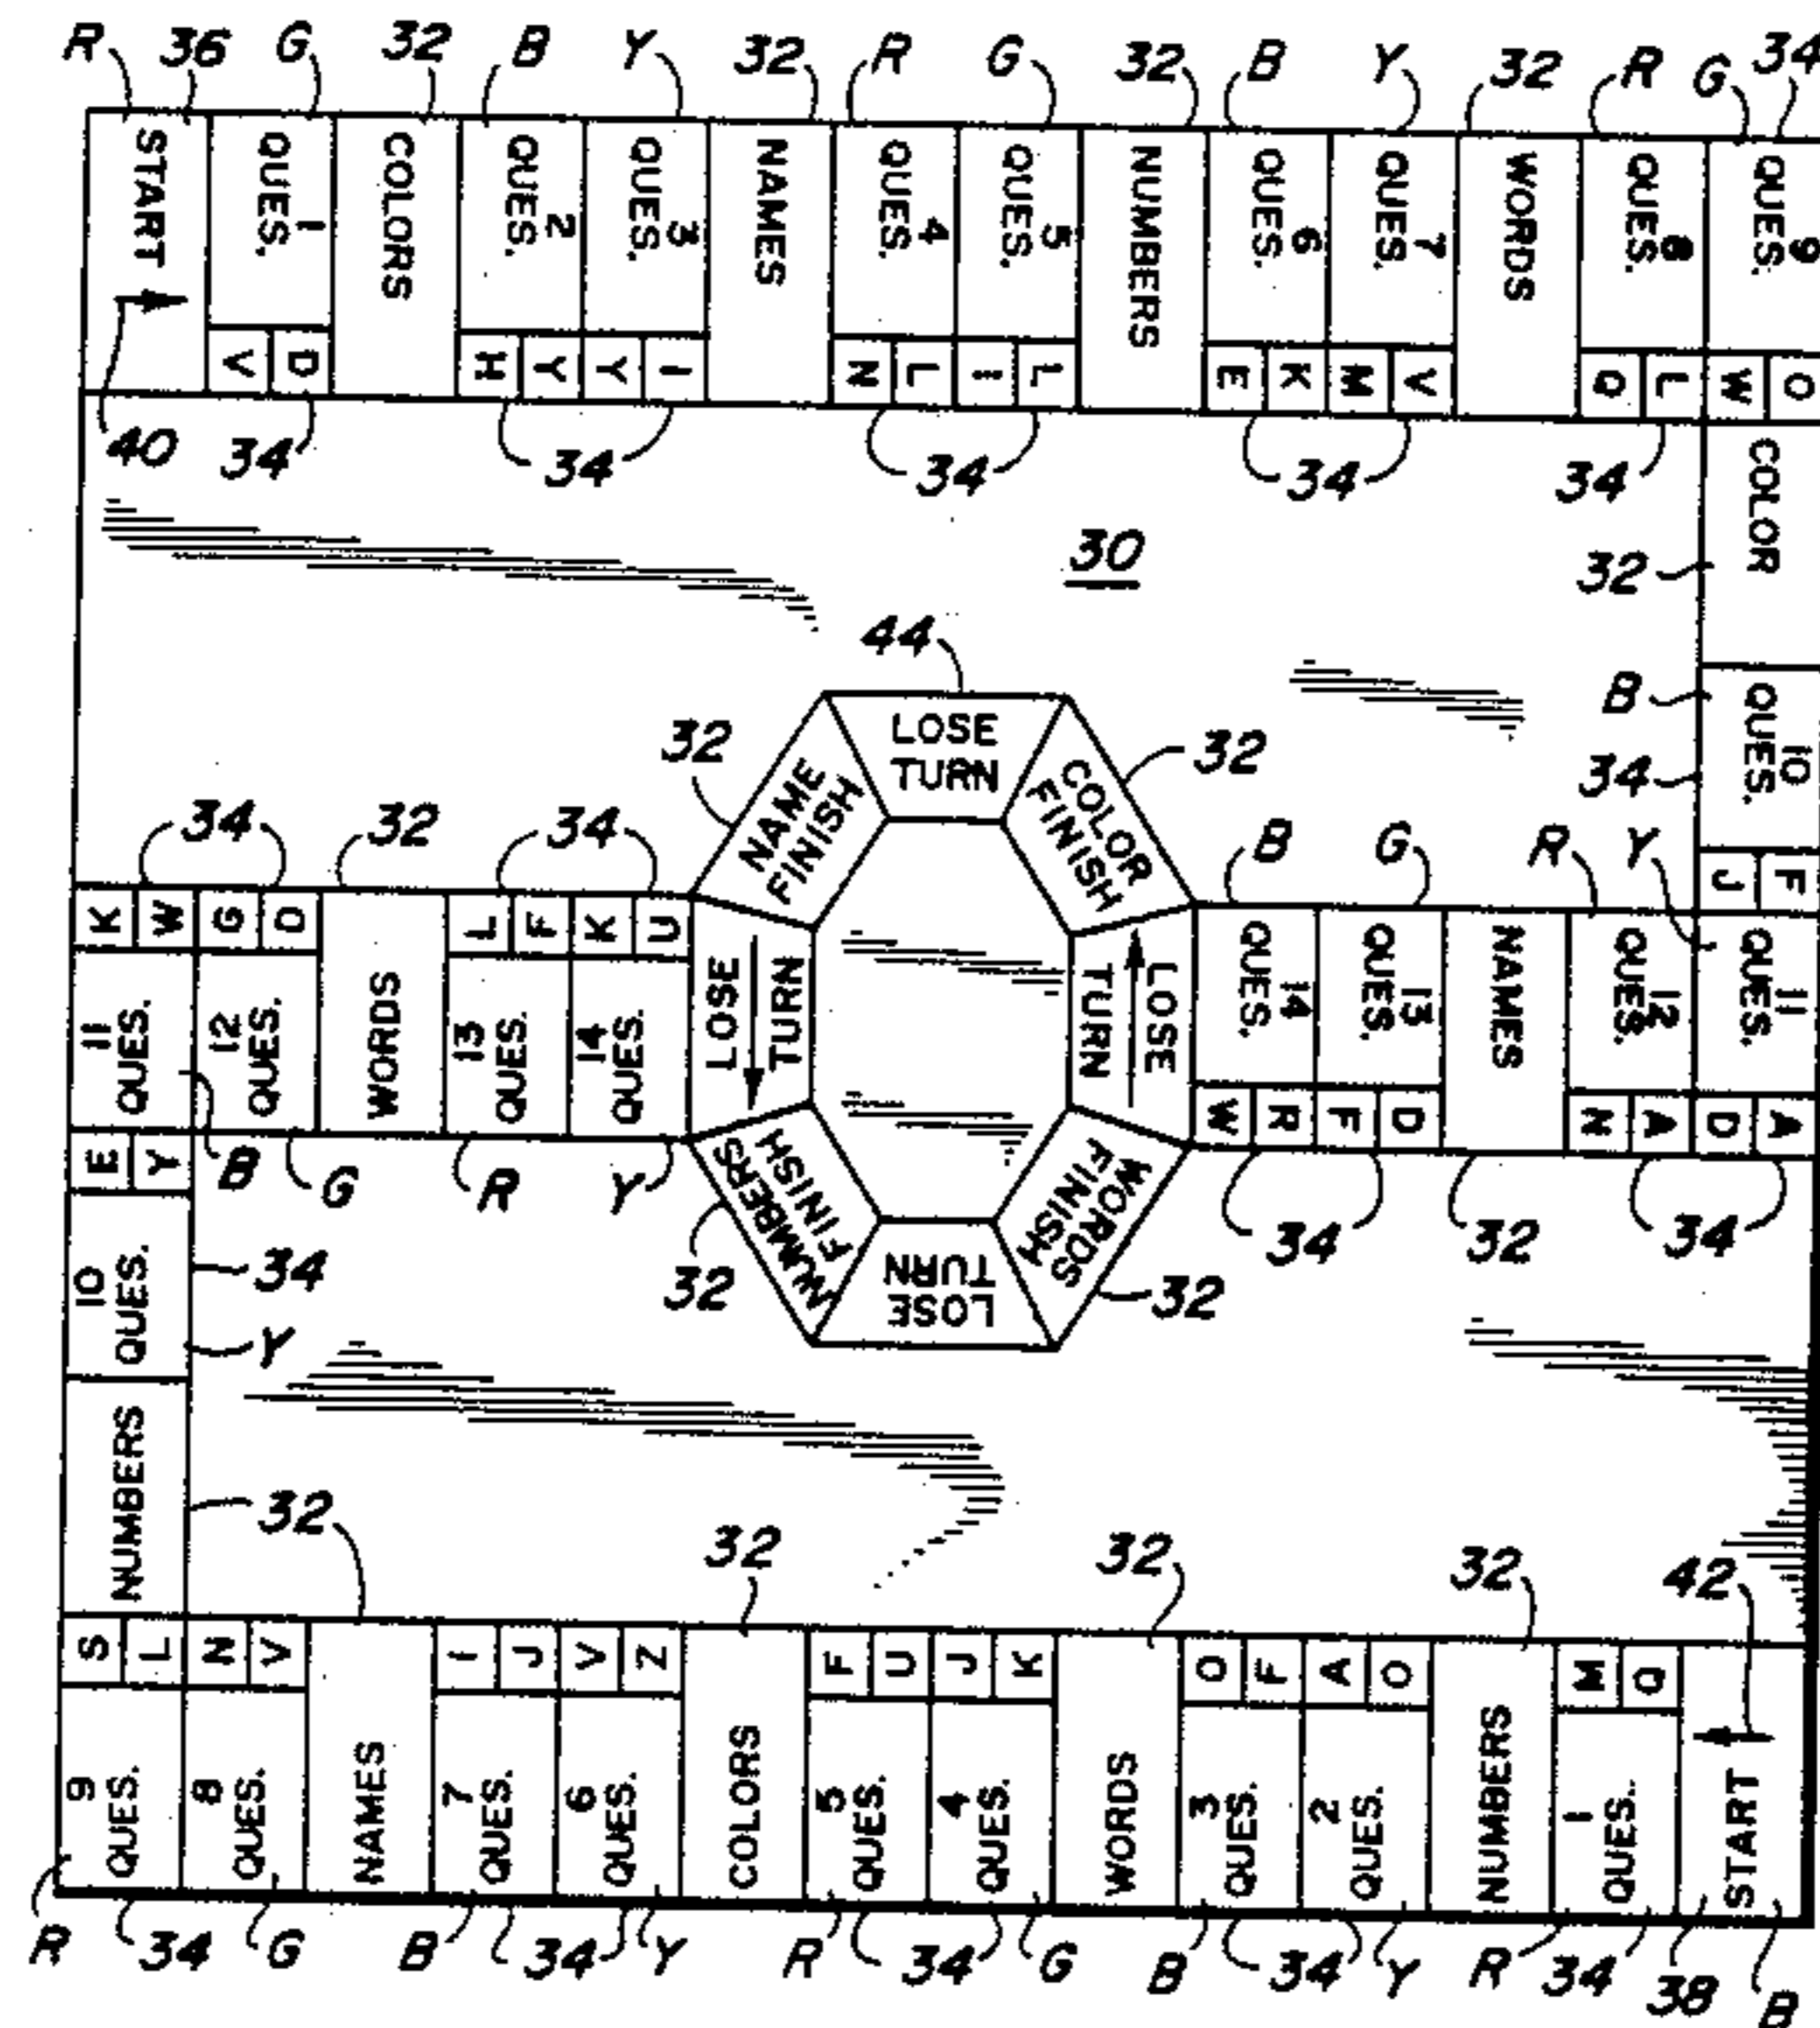 R 36 G 32 B Y 32 R G 32 B Y 32 R G 34
START
QUES. 1
COLORS
QUES. 2
QUES. 3
NAMES
QUES. 4
QUES. 5
NUMBERS
QUES. 6
QUES. 7
WORDS
QUES. 8
QUES. 9
V D H Y Y I N L I L E K M V Q L W O
40 34 34 34 34 34
COLOR
30
32
44
B
QUES. 10
34
J F
32 LOSE TURN 32
NAME FINISH
COLOR FINISH
34 32 34 B G R Y
K W G D L F K U
11 QUES.
12 QUES.
WORDS
13 QUES.
14 QUES.
LOSE TURN
LOSE TURN
QUES. 14
QUES. 13
NAMES
QUES. 12
QUES. 11
W R F D N A D A
E Y B G R Y
NUMBERS FINISH
WORDS FINISH
34 32 34
10 QUES.
34
32 LOSE TURN 32
Y
NUMBERS
32 32 32 32 42
S L N V I J V Z F U J K O F A O M Q
9 QUES.
8 QUES.
NAMES
7 QUES.
6 QUES.
COLORS
5 QUES.
4 QUES.
WORDS
3 QUES.
2 QUES.
NUMBERS
1 QUES.
START
R 34 G B 34 Y R 34 G B 34 Y R 34 38 B